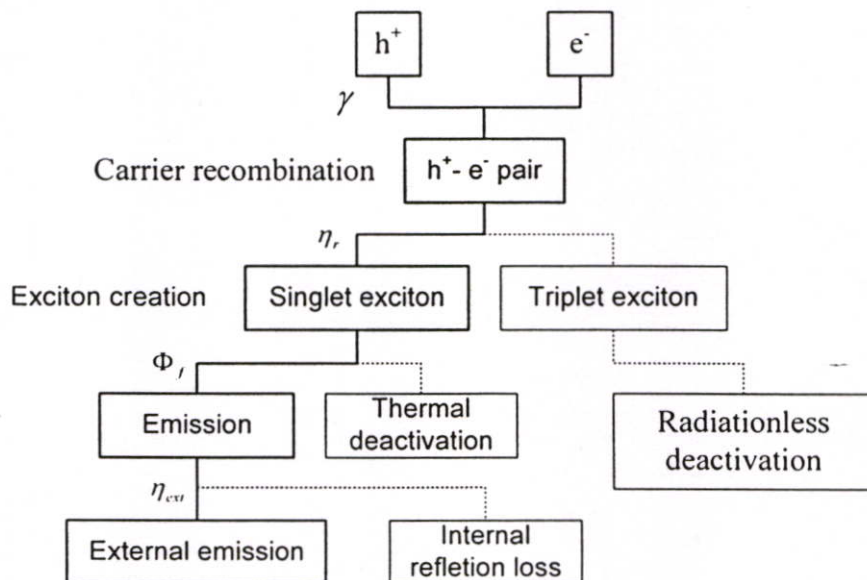 h⁺ e⁻
γ
Carrier recombination h⁺- e⁻ pair
η_r
Exciton creation Singlet exciton Triplet exciton
Φ_f
Emission Thermal Radiationless
deactivation deactivation
η_ext
External emission Internal
refletion loss